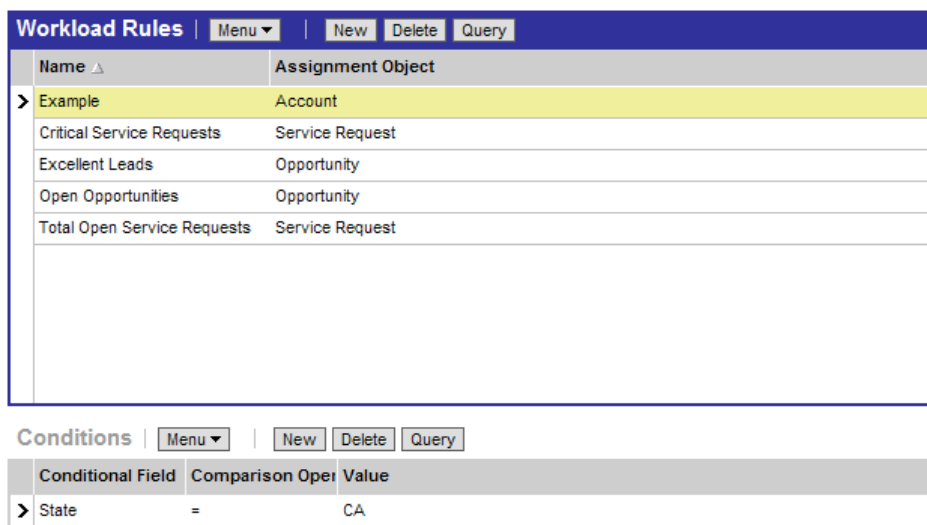 Workload Rules | Menu | New Delete Query
Name Assignment Object
Example Account
Critical Service Requests Service Request
Excellent Leads Opportunity
Open Opportunities Opportunity
Total Open Service Requests Service Request
Conditions | Menu | New Delete Query
Conditional Field Comparison Oper Value
State = CA